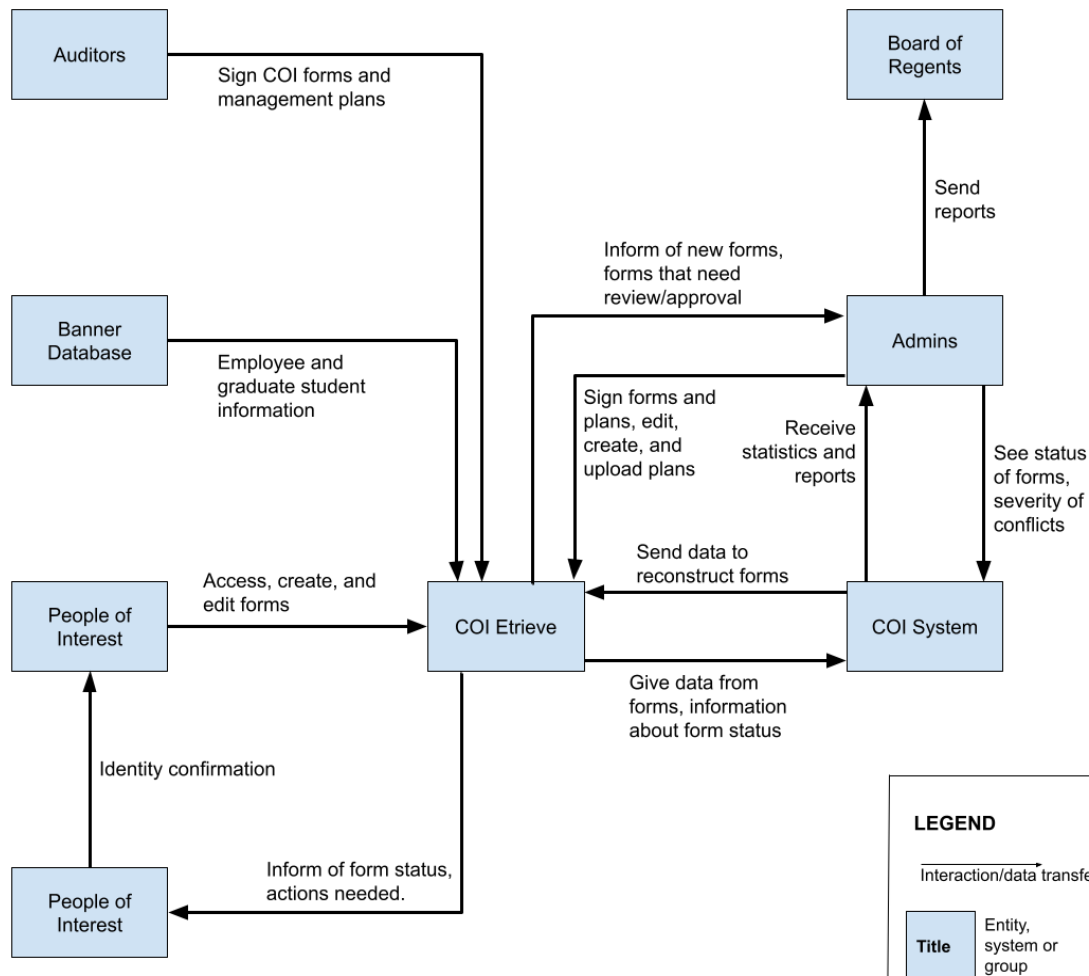 Auditors
Sign COI forms and
management plans
Board of
Regents
Send
reports
Inform of new forms,
forms that need
review/approval
Banner
Database
Employee and
graduate student
information
Admins
Sign forms and
plans, edit,
create, and
upload plans
Receive
statistics and
reports
See status
of forms,
severity of
conflicts
Send data to
reconstruct forms
Access, create, and
edit forms
People of
Interest
COI Etrieve
COI System
Give data from
forms, information
about form status
Identity confirmation
Inform of form status,
actions needed.
People of
Interest
LEGEND
Interaction/data transfe
Title
Entity,
system or
group